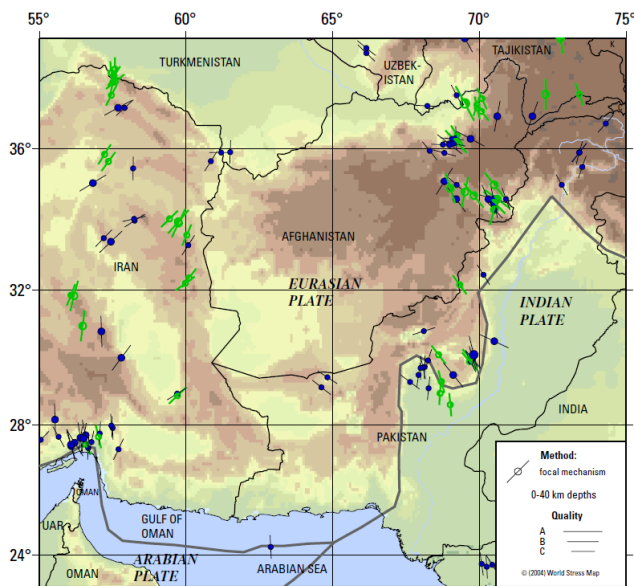 55° 60° 65° 70° 75°
TURKMENISTAN
UZBEK-
ISTAN
TAJIKISTAN
K
36°
AFGHANISTAN
IRAN
EURASIAN
PLATE
INDIAN
PLATE
32°
28°
INDIA
PAKISTAN
OMAN
GULF OF
OMAN
UAR
24°
ARABIAN SEA
ARABIAN
PLATE
OMAN
Method:
focal mechanism
0-40 km depths
Quality
A
B
C
© (2004) World Stress Map